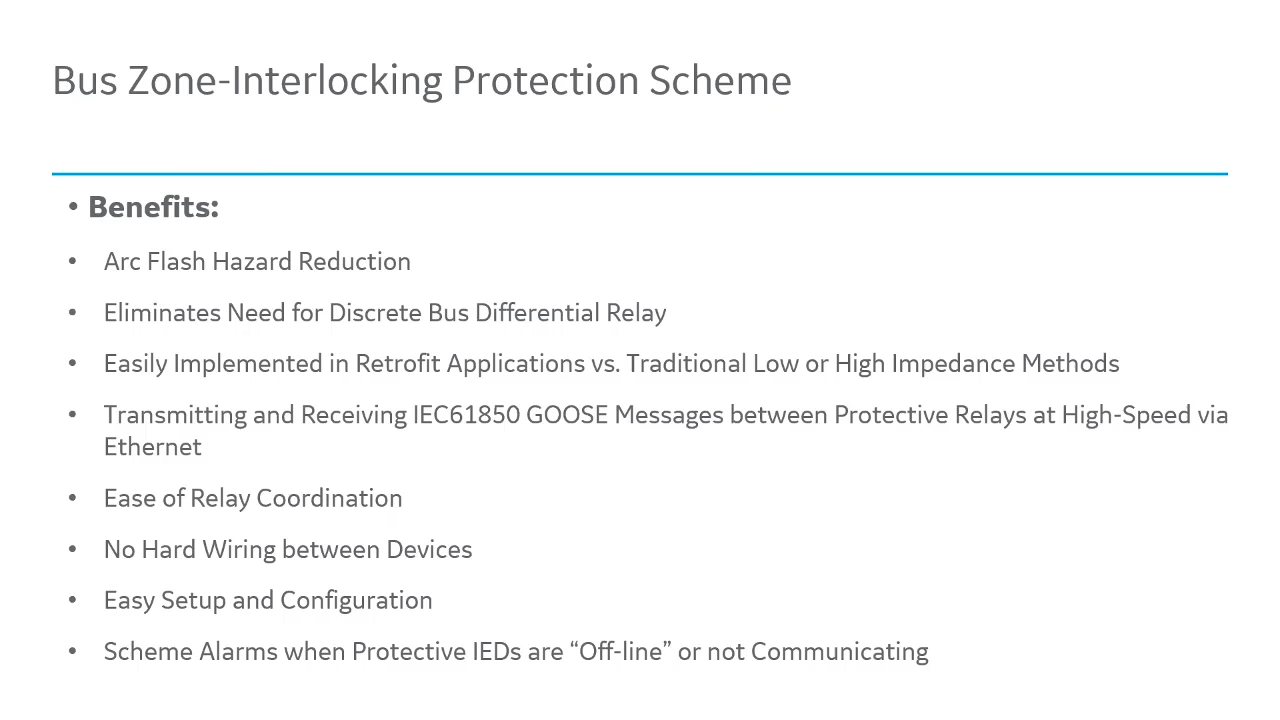 Bus Zone-Interlocking Protection Scheme
• Benefits:
• Arc Flash Hazard Reduction
• Eliminates Need for Discrete Bus Differential Relay
• Easily Implemented in Retrofit Applications vs. Traditional Low or High Impedance Methods
• Transmitting and Receiving IEC61850 GOOSE Messages between Protective Relays at High-Speed via
Ethernet
• Ease of Relay Coordination
• No Hard Wiring between Devices
• Easy Setup and Configuration
• Scheme Alarms when Protective IEDs are “Off-line” or not Communicating